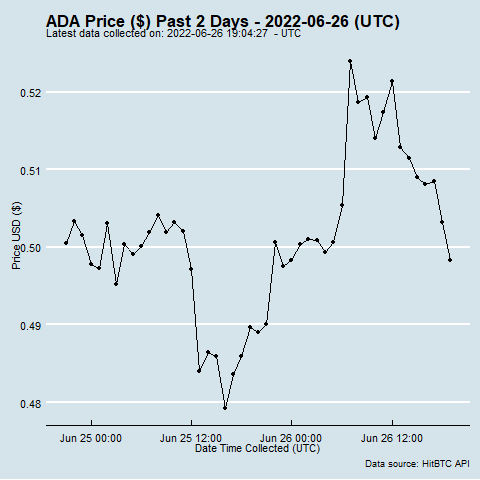 ADA Price ($) Past 2 Days - 2022-06-26 (UTC)
Latest data collected on: 2022-06-26 19:04:27 - UTC
0.52
0.51
0.50
0.49
0.48
Price USD ($)
Jun 25 00:00 Jun 25 12:00 Jun 26 00:00 Jun 26 12:00
Date Time Collected (UTC)
Data source: HitBTC API